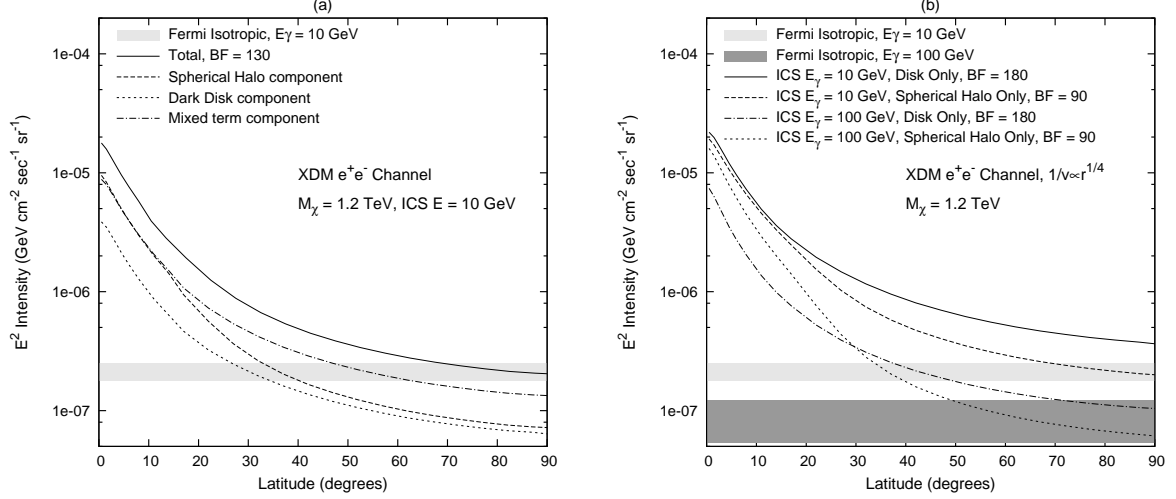 (a)
Fermi Isotropic, Eγ = 10 GeV
Total, BF = 130
Spherical Halo component
Dark Disk component
Mixed term component
XDM e⁺e⁻ Channel
Mχ = 1.2 TeV, ICS E = 10 GeV
1e-04
1e-05
1e-06
1e-07
E² Intensity (GeV cm⁻² sec⁻¹ sr⁻¹)
0 10 20 30 40 50 60 70 80 90
Latitude (degrees)
(b)
Fermi Isotropic, Eγ = 10 GeV
Fermi Isotropic, Eγ = 100 GeV
ICS Eγ = 10 GeV, Disk Only, BF = 180
ICS Eγ = 10 GeV, Spherical Halo Only, BF = 90
ICS Eγ = 100 GeV, Disk Only, BF = 180
ICS Eγ = 100 GeV, Spherical Halo Only, BF = 90
XDM e⁺e⁻ Channel, 1/v∝r¹/⁴
Mχ = 1.2 TeV
1e-04
1e-05
1e-06
1e-07
E² Intensity (GeV cm⁻² sec⁻¹ sr⁻¹)
0 10 20 30 40 50 60 70 80 90
Latitude (degrees)